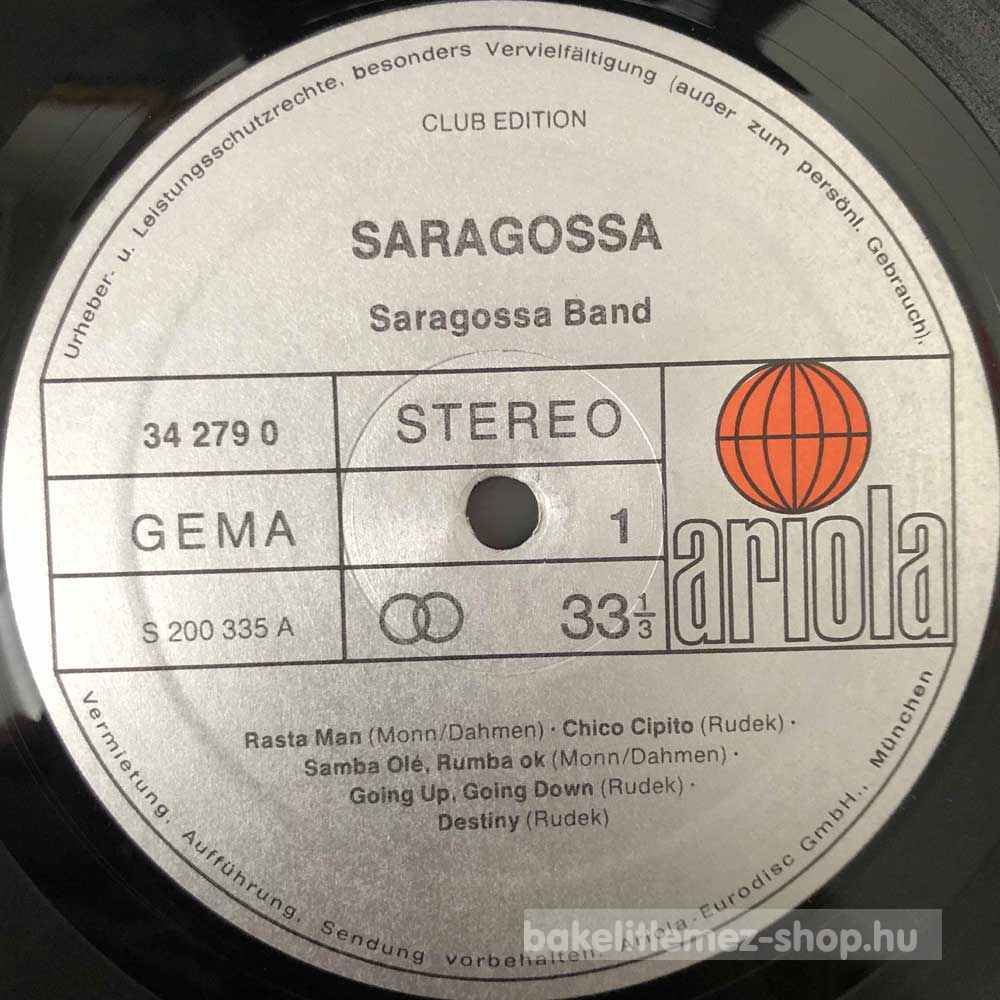 Urheber- u. Leistungsschutzrechte, besonders Vervielfältigung (außer zum persönl. Gebrauch),
CLUB EDITION
SARAGOSSA
Saragossa Band
34 279 0
STEREO
GEMA
1
S 200 335 A
33 1/3
ariola
Rasta Man (Monn/Dahmen) · Chico Cipito (Rudek) ·
Samba Olé, Rumba ok (Monn/Dahmen) ·
Going Up, Going Down (Rudek) ·
Destiny (Rudek)
Vermietung, Aufführung, Sendung vorbehalten. Ariola-Eurodisc GmbH., München
bakelitlemez-shop.hu